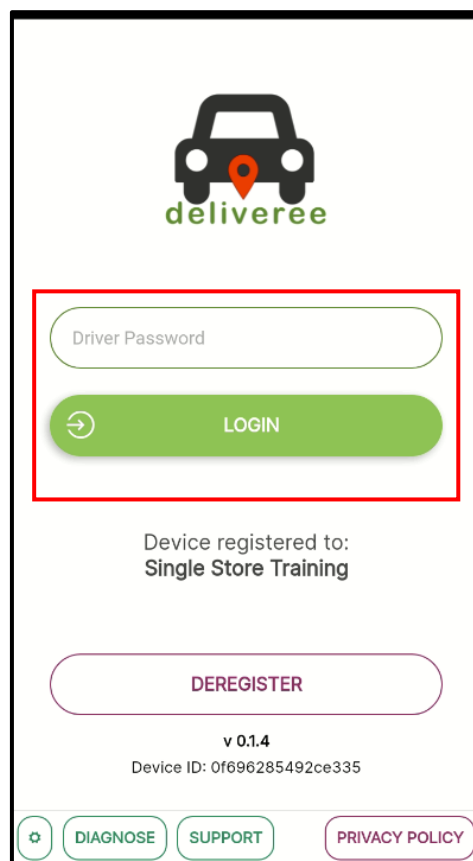 deliveree
Driver Password
LOGIN
Device registered to:
Single Store Training
DEREGISTER
v 0.1.4
Device ID: 0f696285492ce335
DIAGNOSE
SUPPORT
PRIVACY POLICY